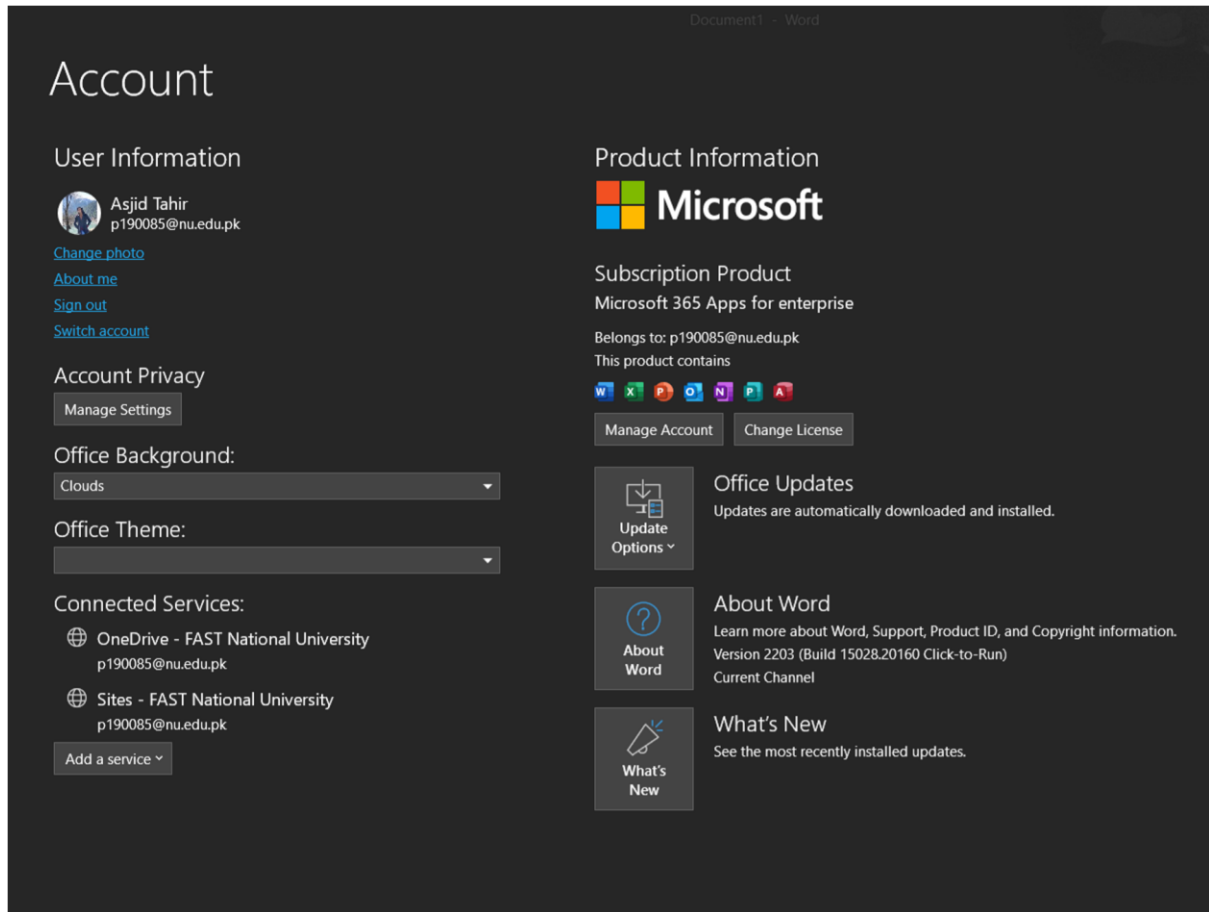 Document1 - Word
Account
User Information
Asjid Tahir
p190085@nu.edu.pk
Change photo
About me
Sign out
Switch account
Account Privacy
Manage Settings
Office Background:
Clouds
Office Theme:
Connected Services:
OneDrive - FAST National University
p190085@nu.edu.pk
Sites - FAST National University
p190085@nu.edu.pk
Add a service
Product Information
Microsoft
Subscription Product
Microsoft 365 Apps for enterprise
Belongs to: p190085@nu.edu.pk
This product contains
W X P O N P A
Manage Account Change License
Update
Options
Office Updates
Updates are automatically downloaded and installed.
About
Word
About Word
Learn more about Word, Support, Product ID, and Copyright information.
Version 2203 (Build 15028.20160 Click-to-Run)
Current Channel
What's
New
What's New
See the most recently installed updates.